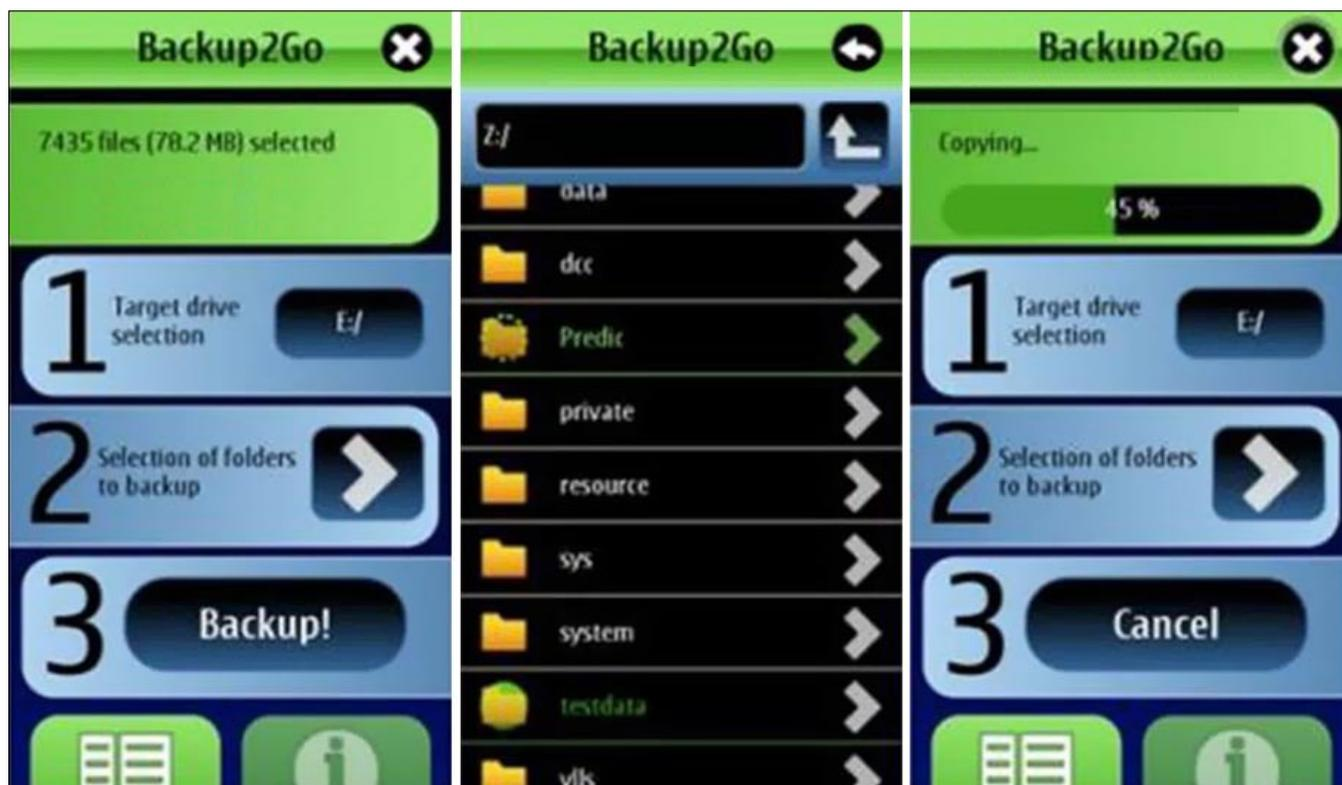 Backup2Go
7435 files (78.2 MB) selected
1
Target drive
selection
E:/
2
Selection of folders
to backup
3
Backup!
Backup2Go
Z:/
data
dcc
Predic
private
resource
sys
system
testdata
Backup2Go
Copying...
45 %
1
Target drive
selection
E:/
2
Selection of folders
to backup
3
Cancel